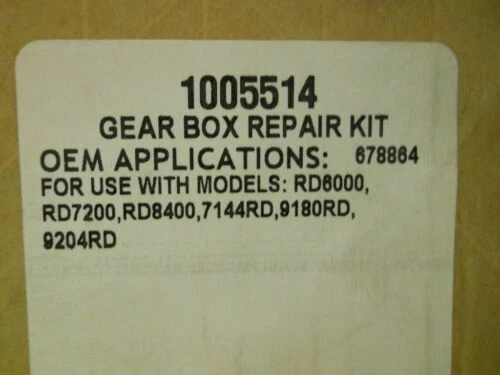 1005514
GEAR BOX REPAIR KIT
OEM APPLICATIONS: 678864
FOR USE WITH MODELS: RD6000,
RD7200,RD8400,7144RD,9180RD,
9204RD